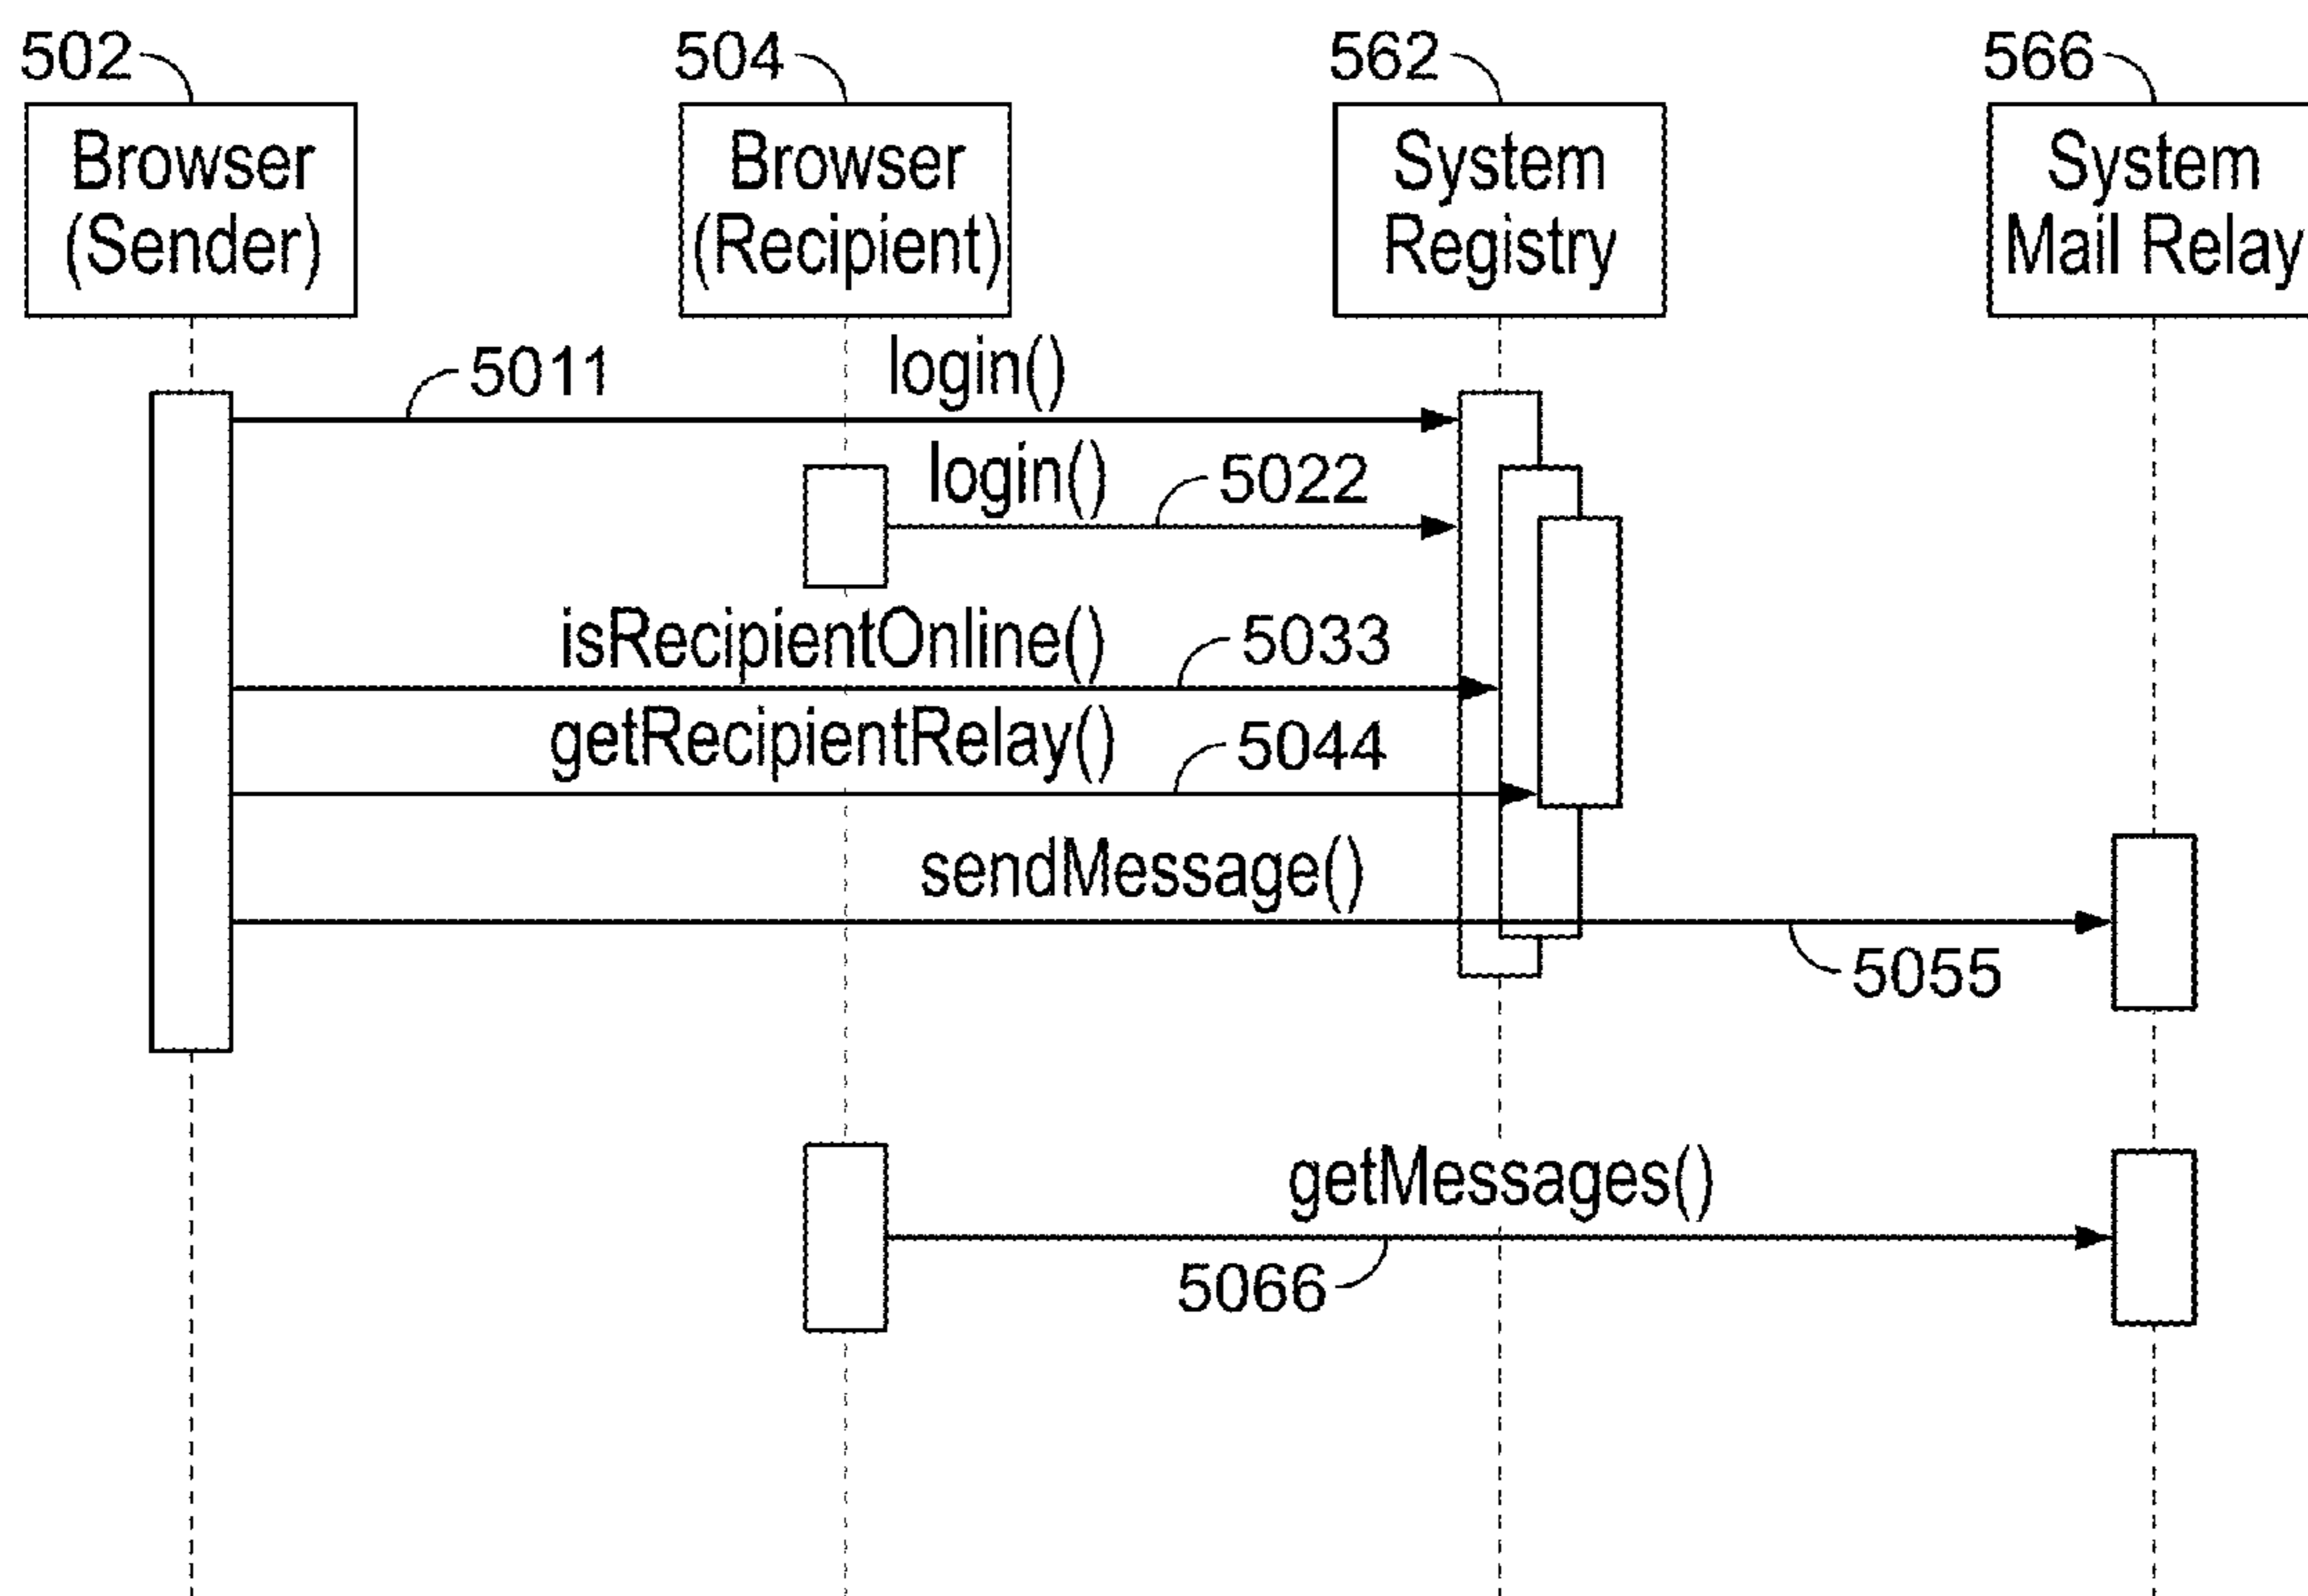 502
504
562
566
Browser
(Sender)
Browser
(Recipient)
System
Registry
System
Mail Relay
5011
login()
login()
5022
isRecipientOnline()
5033
getRecipientRelay()
5044
sendMessage()
5055
getMessages()
5066